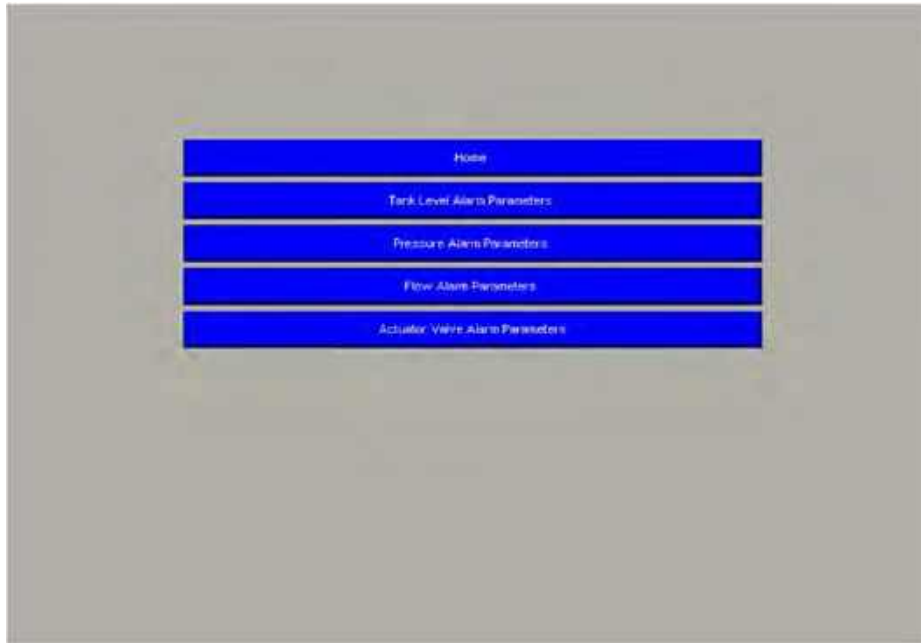 Home
Tank Level Alarm Parameters
Pressure Alarm Parameters
Flow Alarm Parameters
Actuator Valve Alarm Parameters